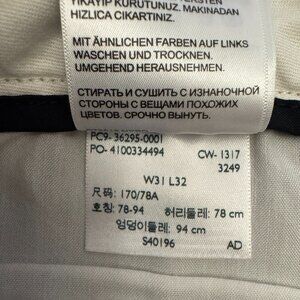 YIKAYIP KURUTUNUZ. MAKINADAN
HIZLICA CIKARTINIZ.
MIT ÄHNLICHEN FARBEN AUF LINKS
WASCHEN UND TROCKNEN.
UMGEHEND HERAUSNEHMEN.
СТИРАТЬ И СУШИТЬ С ИЗНАНОЧНОЙ
СТОРОНЫ С ВЕЩАМИ ПОХОЖИХ
ЦВЕТОВ. СРОЧНО ВЫНУТЬ.
PC9- 36295-0001
PO- 4100334494 CW- 1317
3249
W31 L32
尺码: 170/78A
호칭: 78-94 허리둘레: 78 cm
엉덩이둘레: 94 cm
S40196 AD